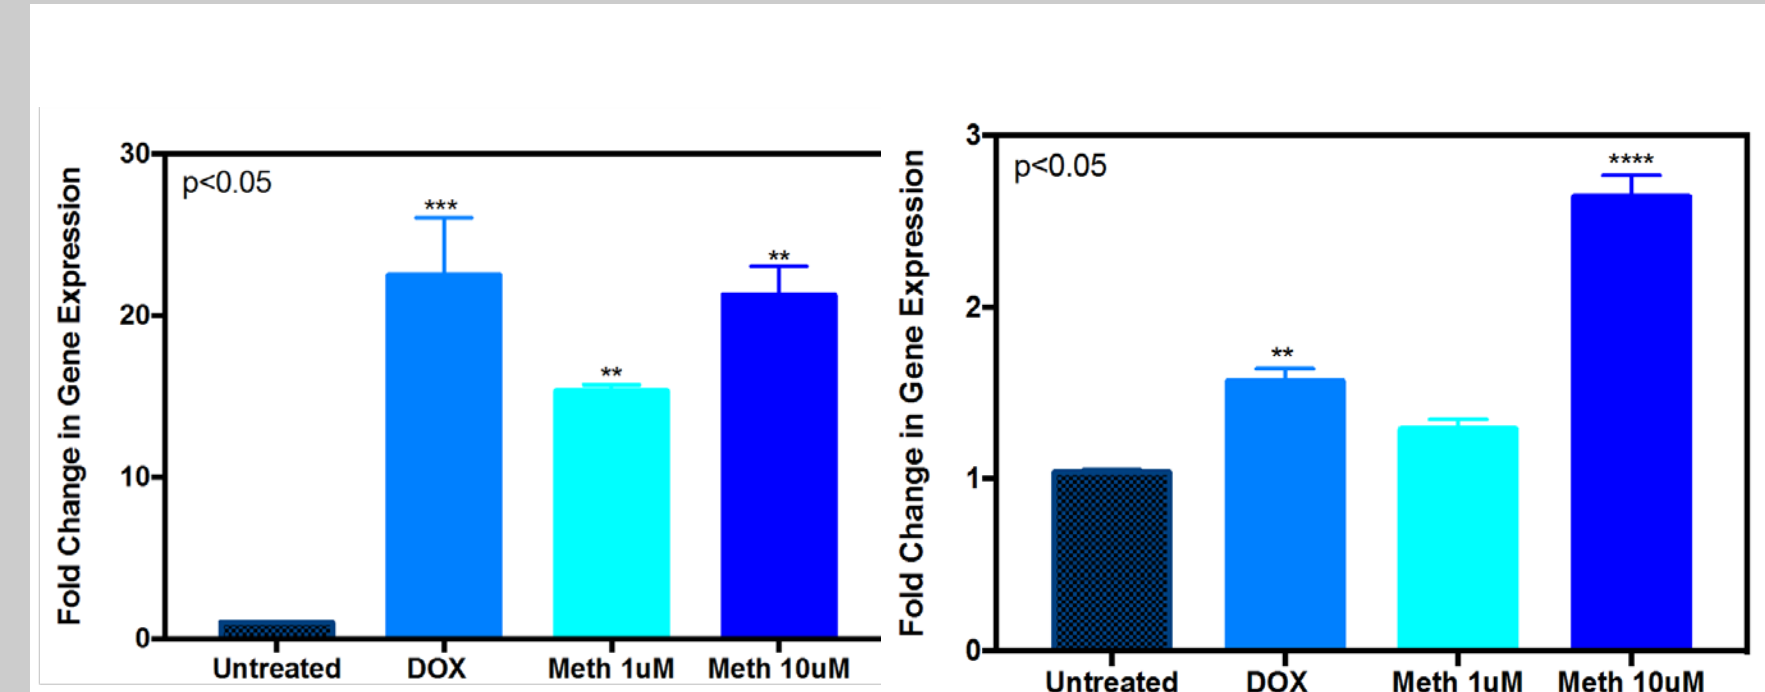 Fold Change in Gene Expression
30
20
10
0
p<0.05
***
**
**
Untreated DOX Meth 1uM Meth 10uM
Fold Change in Gene Expression
3
2
1
0
p<0.05
**
****
Untreated DOX Meth 1uM Meth 10uM